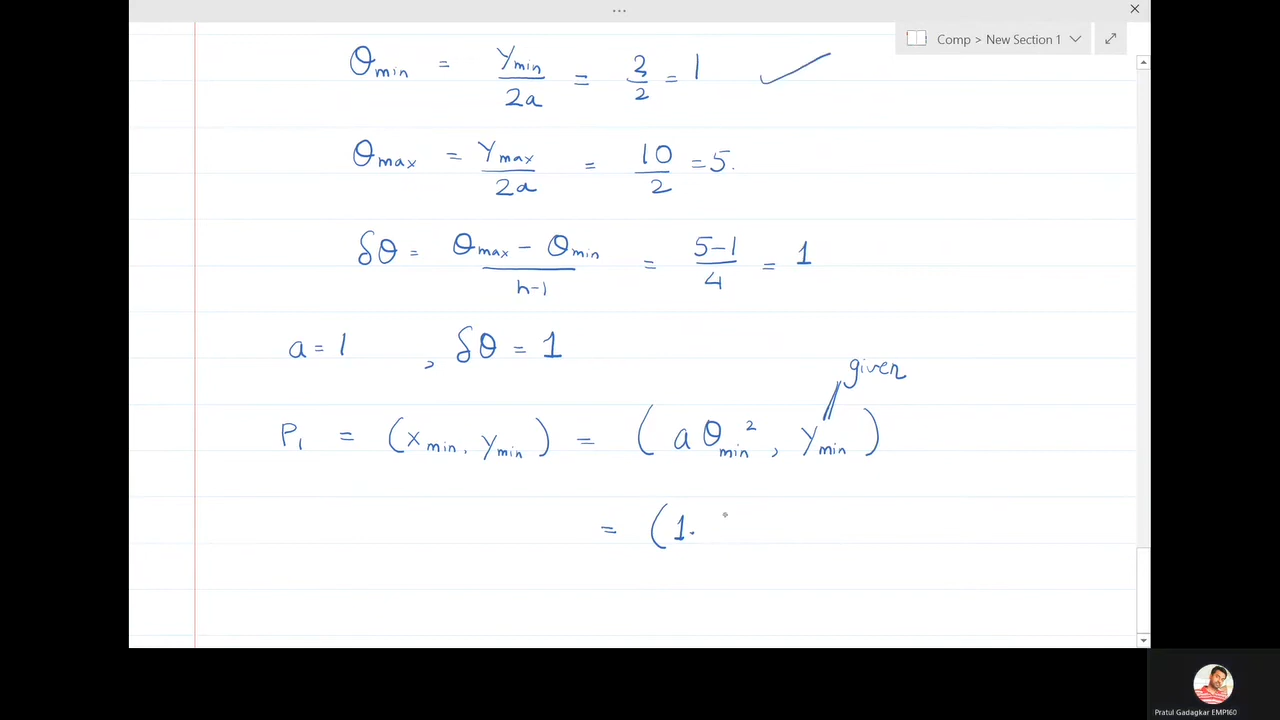 Comp > New Section 1
θmin = ymin/2a = 2/2 = 1
θmax = ymax/2a = 10/2 = 5.
δθ = θmax - θmin/n-1 = 5-1/4 = 1
a = 1 , δθ = 1
given
P1 = (xmin, ymin) = (a θmin², ymin)
= (1.
Pratul Gadagkar EMP160